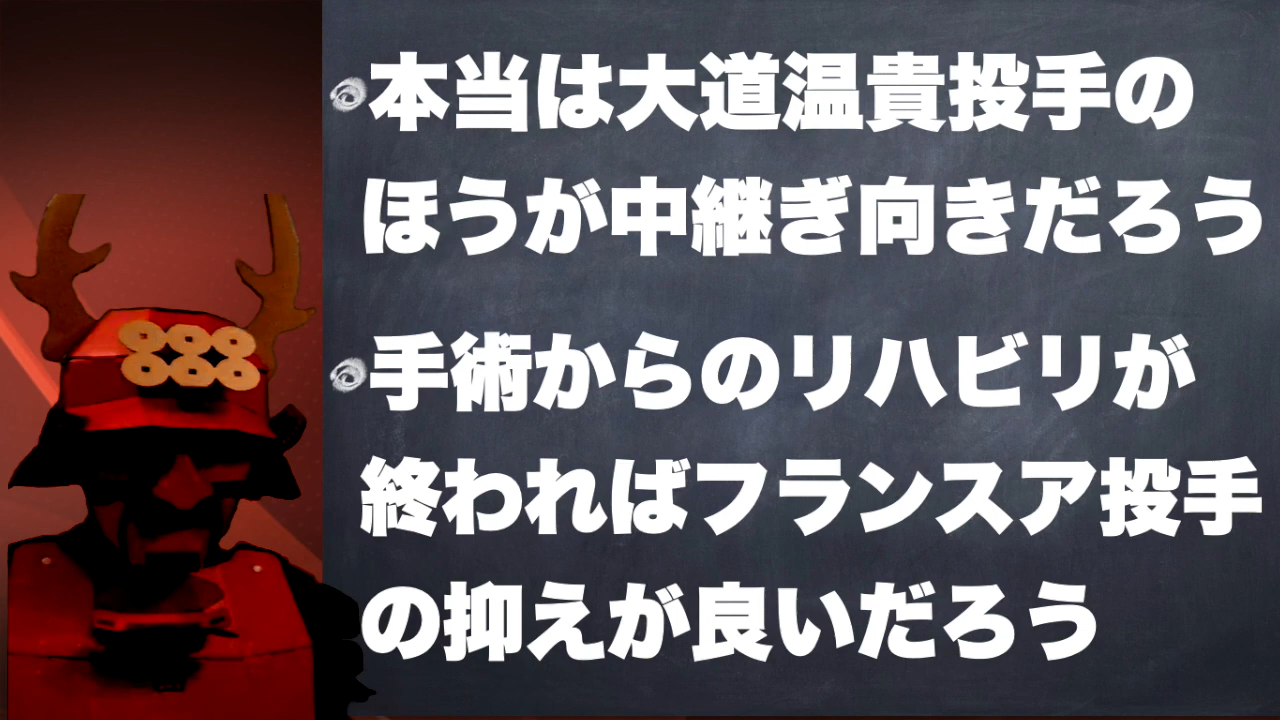 本当は大道温貴投手の
ほうが中継ぎ向きだろう
手術からのリハビリが
終わればフランスア投手
の抑えが良いだろう